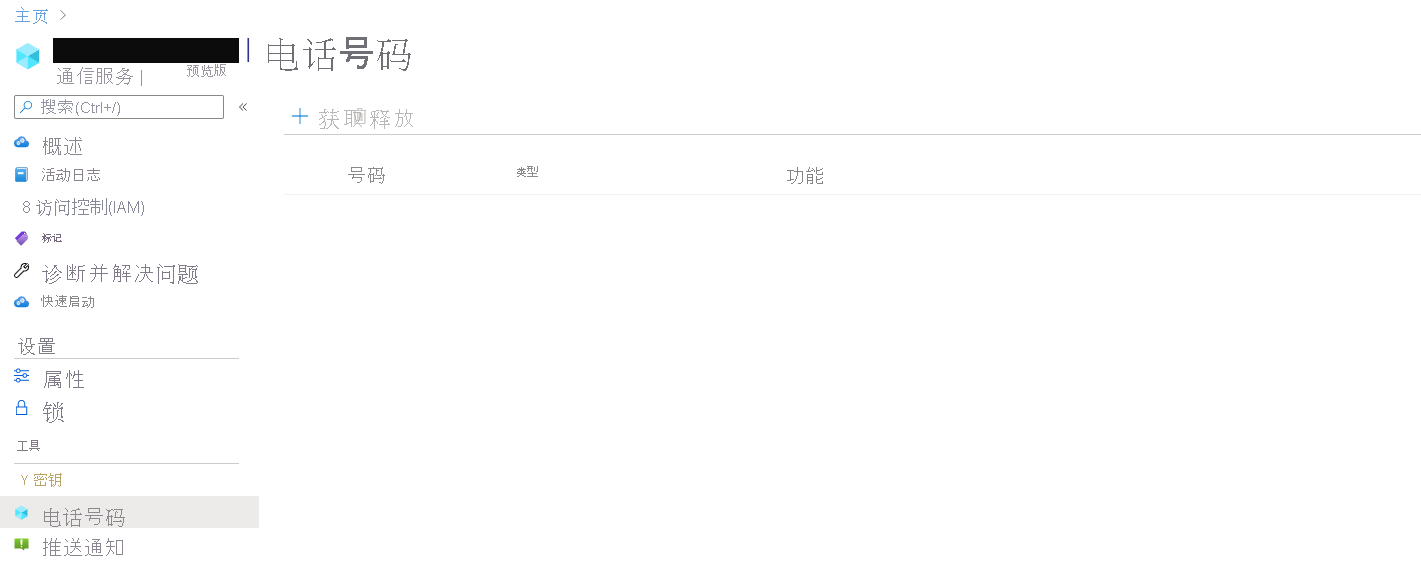 主页 >
电话号码
通信服务 | 预览版
搜索(Ctrl+/) «
+ 获取 释放
概述
号码 类型 功能
活动日志
8 访问控制(IAM)
标记
诊断并解决问题
快速启动
设置
属性
锁
工具
Y 密钥
电话号码
推送通知